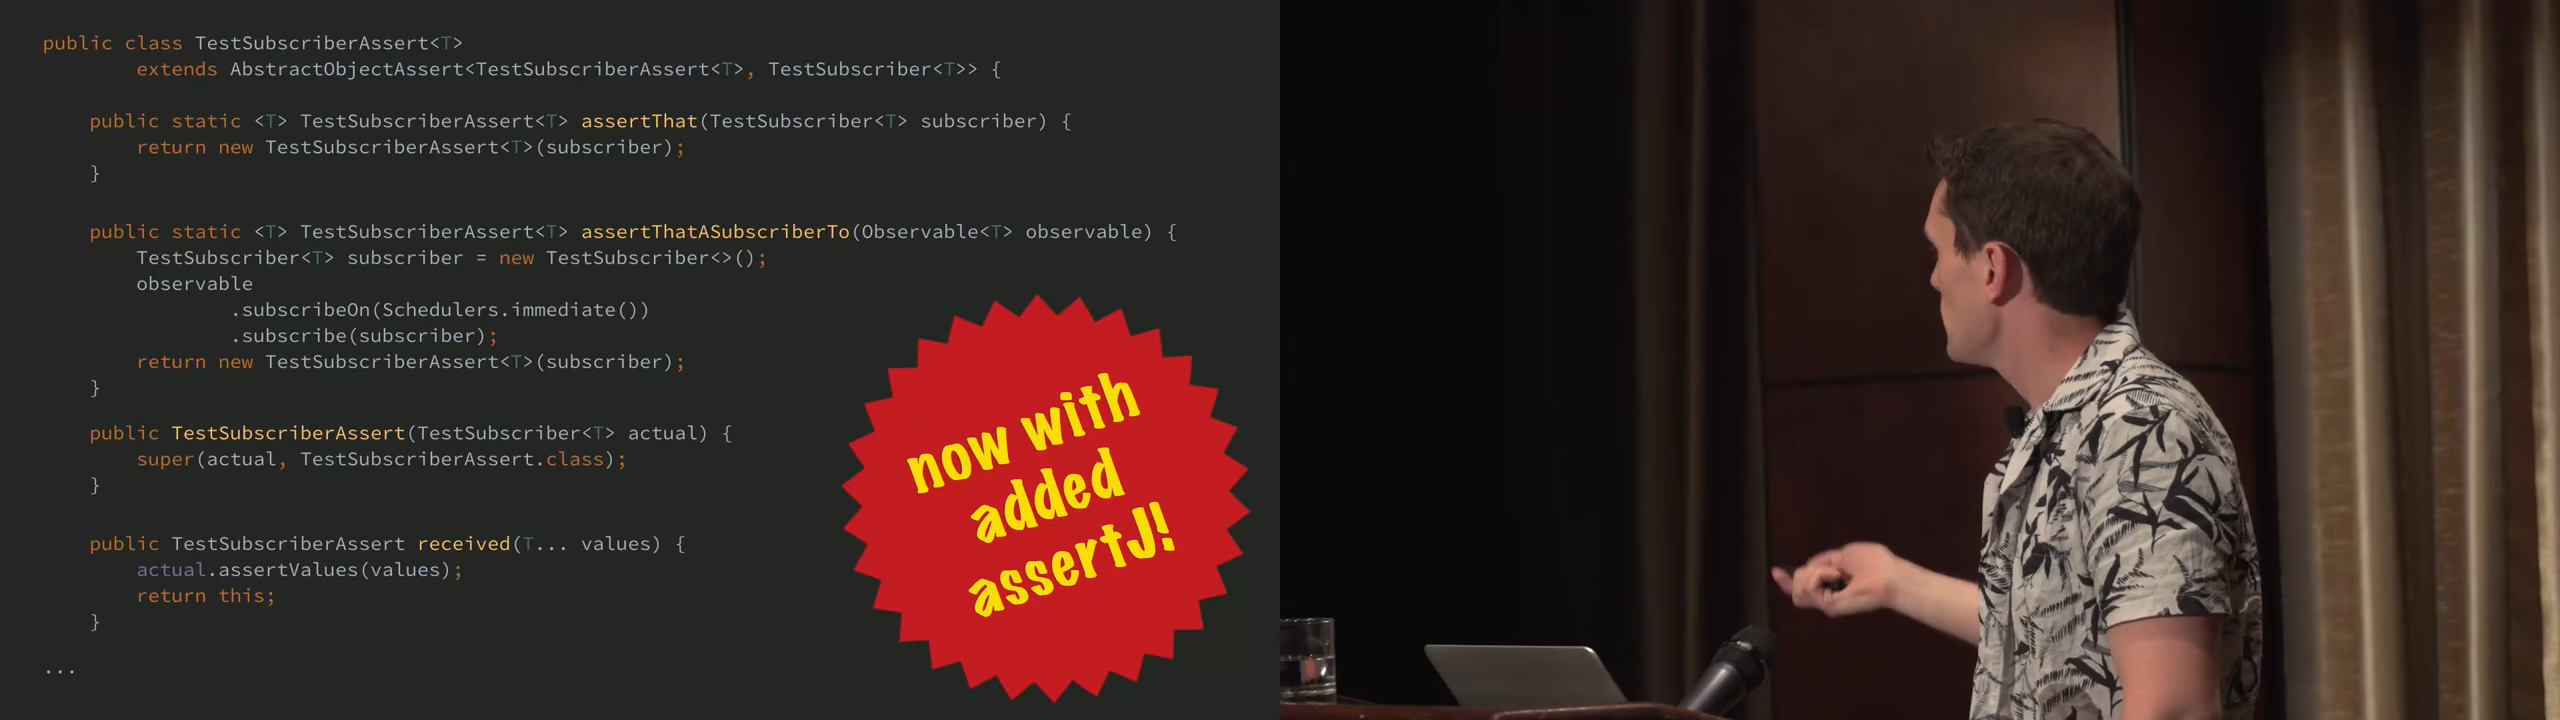 public class TestSubscriberAssert<T>
extends AbstractObjectAssert<TestSubscriberAssert<T>, TestSubscriber<T>> {
public static <T> TestSubscriberAssert<T> assertThat(TestSubscriber<T> subscriber) {
return new TestSubscriberAssert<T>(subscriber);
}
public static <T> TestSubscriberAssert<T> assertThatASubscriberTo(Observable<T> observable) {
TestSubscriber<T> subscriber = new TestSubscriber<>();
observable
.subscribeOn(Schedulers.immediate())
.subscribe(subscriber);
return new TestSubscriberAssert<T>(subscriber);
}
public TestSubscriberAssert(TestSubscriber<T> actual) {
super(actual, TestSubscriberAssert.class);
}
public TestSubscriberAssert received(T... values) {
actual.assertValues(values);
return this;
}
...
now with
added
assertJ!